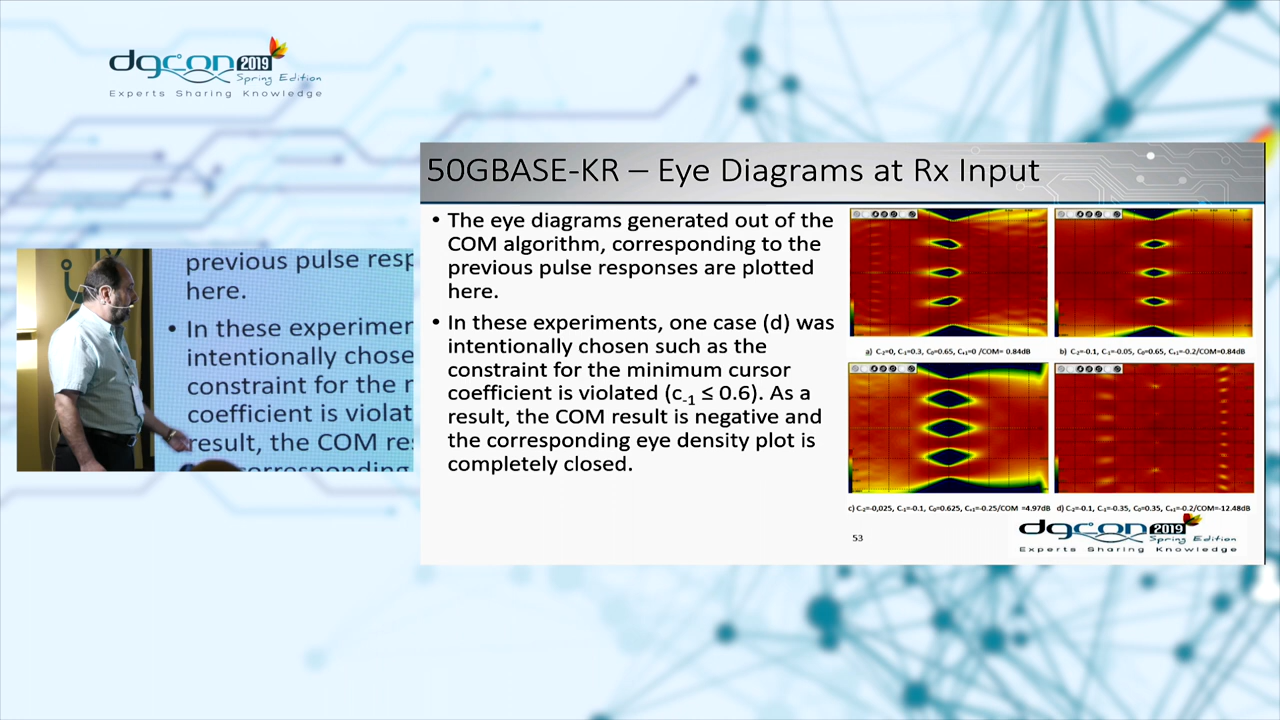 dgcon 2019
Spring Edition
Experts Sharing Knowledge
50GBASE-KR – Eye Diagrams at Rx Input
• The eye diagrams generated out of the
COM algorithm, corresponding to the
previous pulse responses are plotted
here.
• In these experiments, one case (d) was
intentionally chosen such as the
constraint for the minimum cursor
coefficient is violated (c-1 ≤ 0.6). As a
result, the COM result is negative and
the corresponding eye density plot is
completely closed.
a) C-2=0, C-1=0.3, C0=0.65, C+1=0 /COM= 0.84dB
b) C-2=-0.1, C-1=-0.05, C0=0.65, C+1=-0.2/COM=0.84dB
c) C-2=-0,025, C-1=-0.1, C0=0.625, C+1=-0.25/COM =4.97dB
d) C-2=-0.1, C-1=-0.35, C0=0.35, C+1=-0.2/COM=-12.48dB
53
dgcon 2019
Spring Edition
Experts Sharing Knowledge
previous pulse resp
here.
• In these experimer
intentionally chose
constraint for the r
coefficient is violat
result, the COM res
corresponding